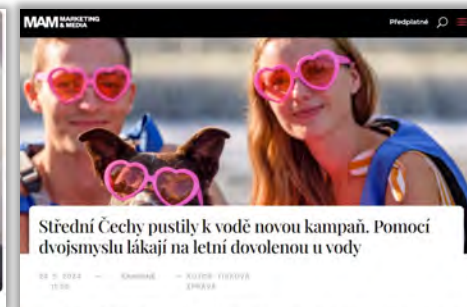 MAM MARKETING & MEDIA
Předplatné
Střední Čechy pustily k vodě novou kampaň. Pomocí
dvojsmyslu lákají na letní dovolenou u vody